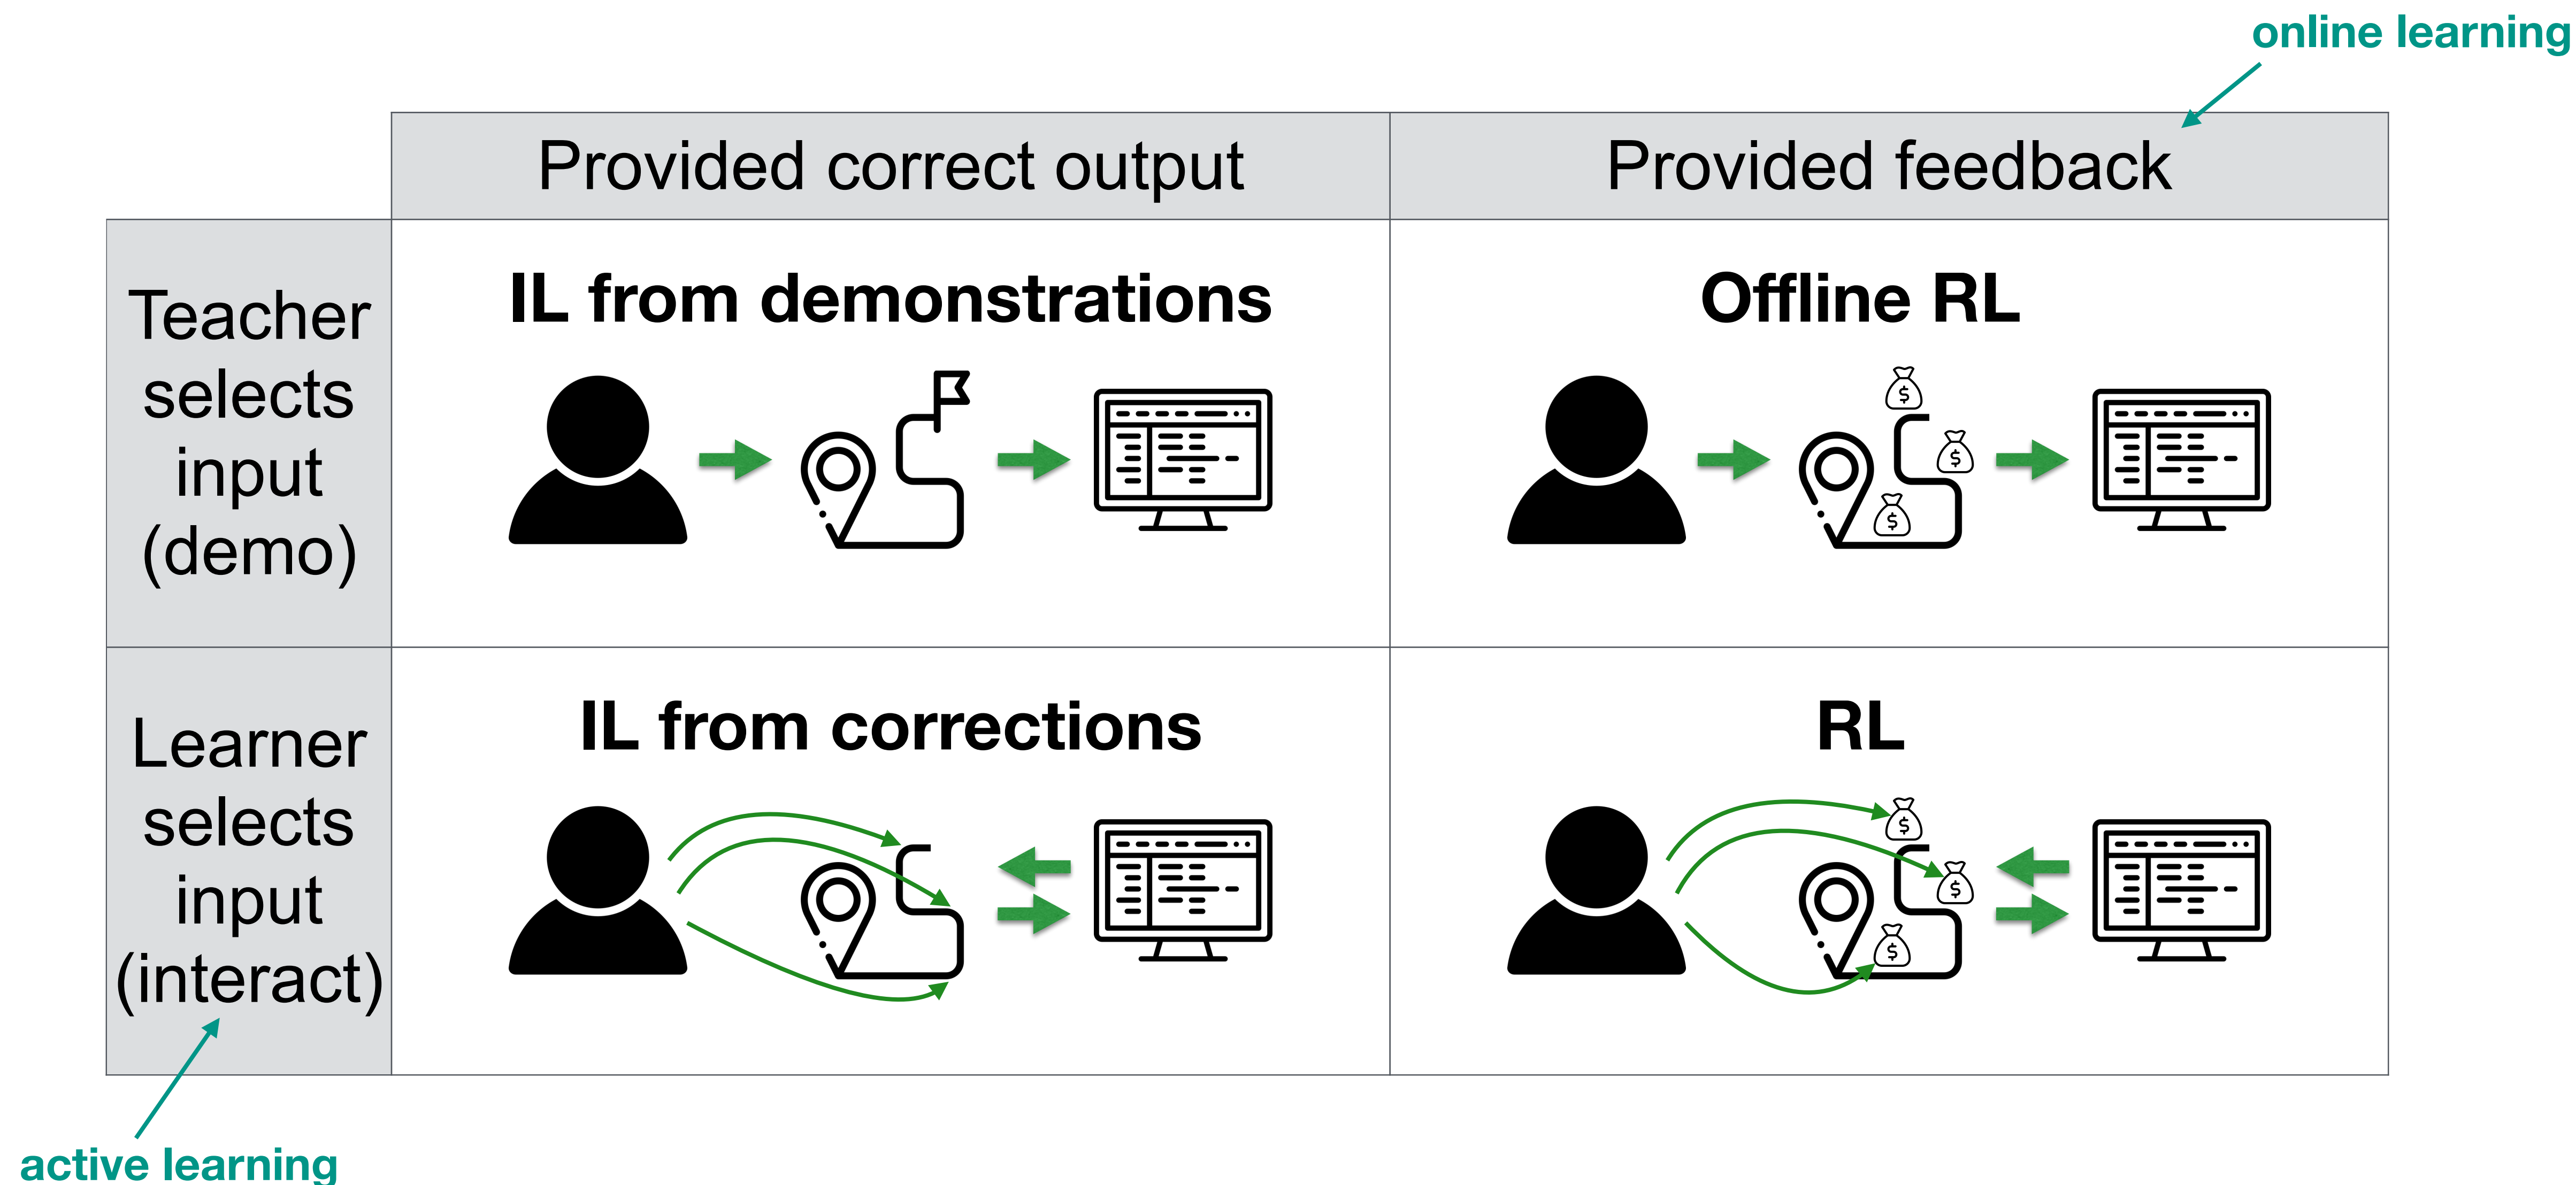 online learning
Provided correct output
Provided feedback
Teacher
selects
input
(demo)
IL from demonstrations
Offline RL
$
$
$
Learner
selects
input
(interact)
IL from corrections
RL
$
$
$
active learning